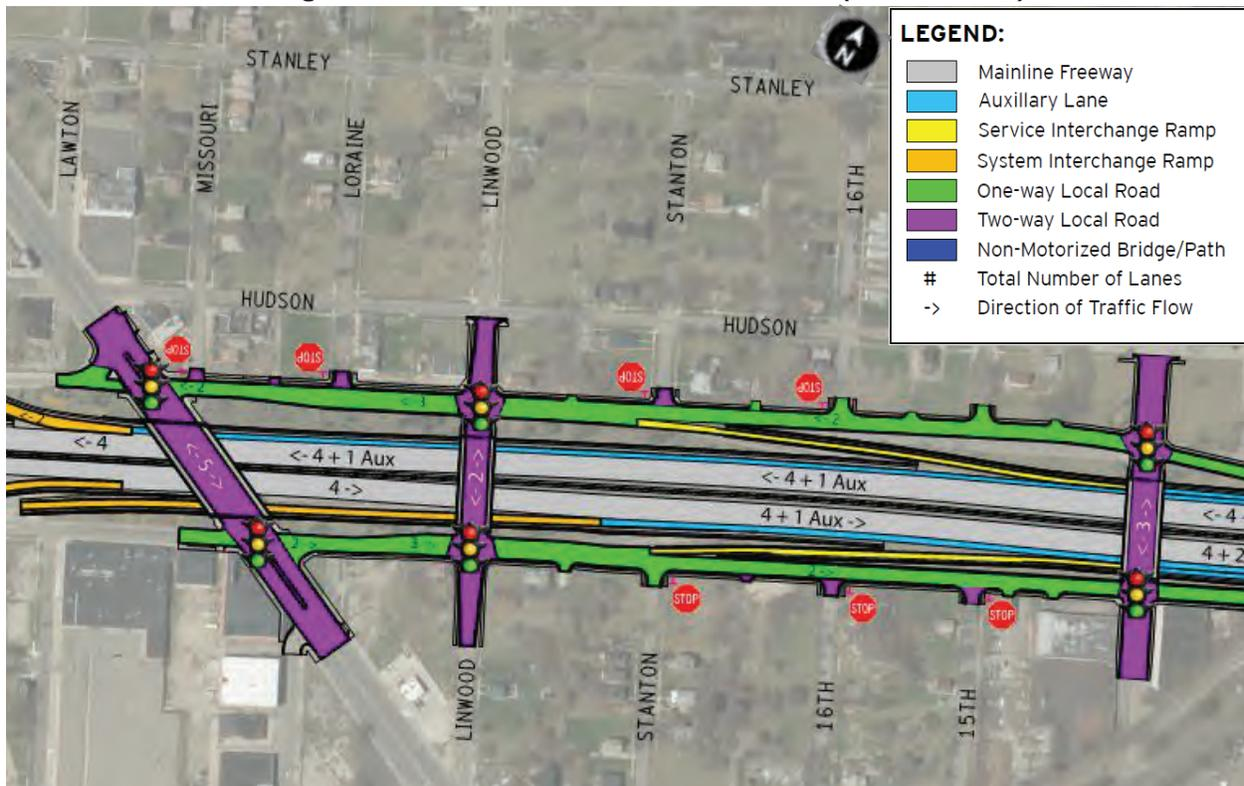 LEGEND:
Mainline Freeway
Auxillary Lane
Service Interchange Ramp
System Interchange Ramp
One-way Local Road
Two-way Local Road
Non-Motorized Bridge/Path
# Total Number of Lanes
-> Direction of Traffic Flow
N
STANLEY
STANLEY
LAWTON
MISSOURI
LORAINE
LINWOOD
STANTON
16TH
HUDSON
HUDSON
STOP
STOP
STOP
STOP
<-2
<-3
<-2
<-4
<-4 + 1 Aux
<-4 + 1 Aux
<-4
4 ->
4 + 1 Aux ->
4 + 2
<-5->
<-2->
<-3->
2->
3->
2->
STOP
STOP
STOP
LINWOOD
STANTON
16TH
15TH